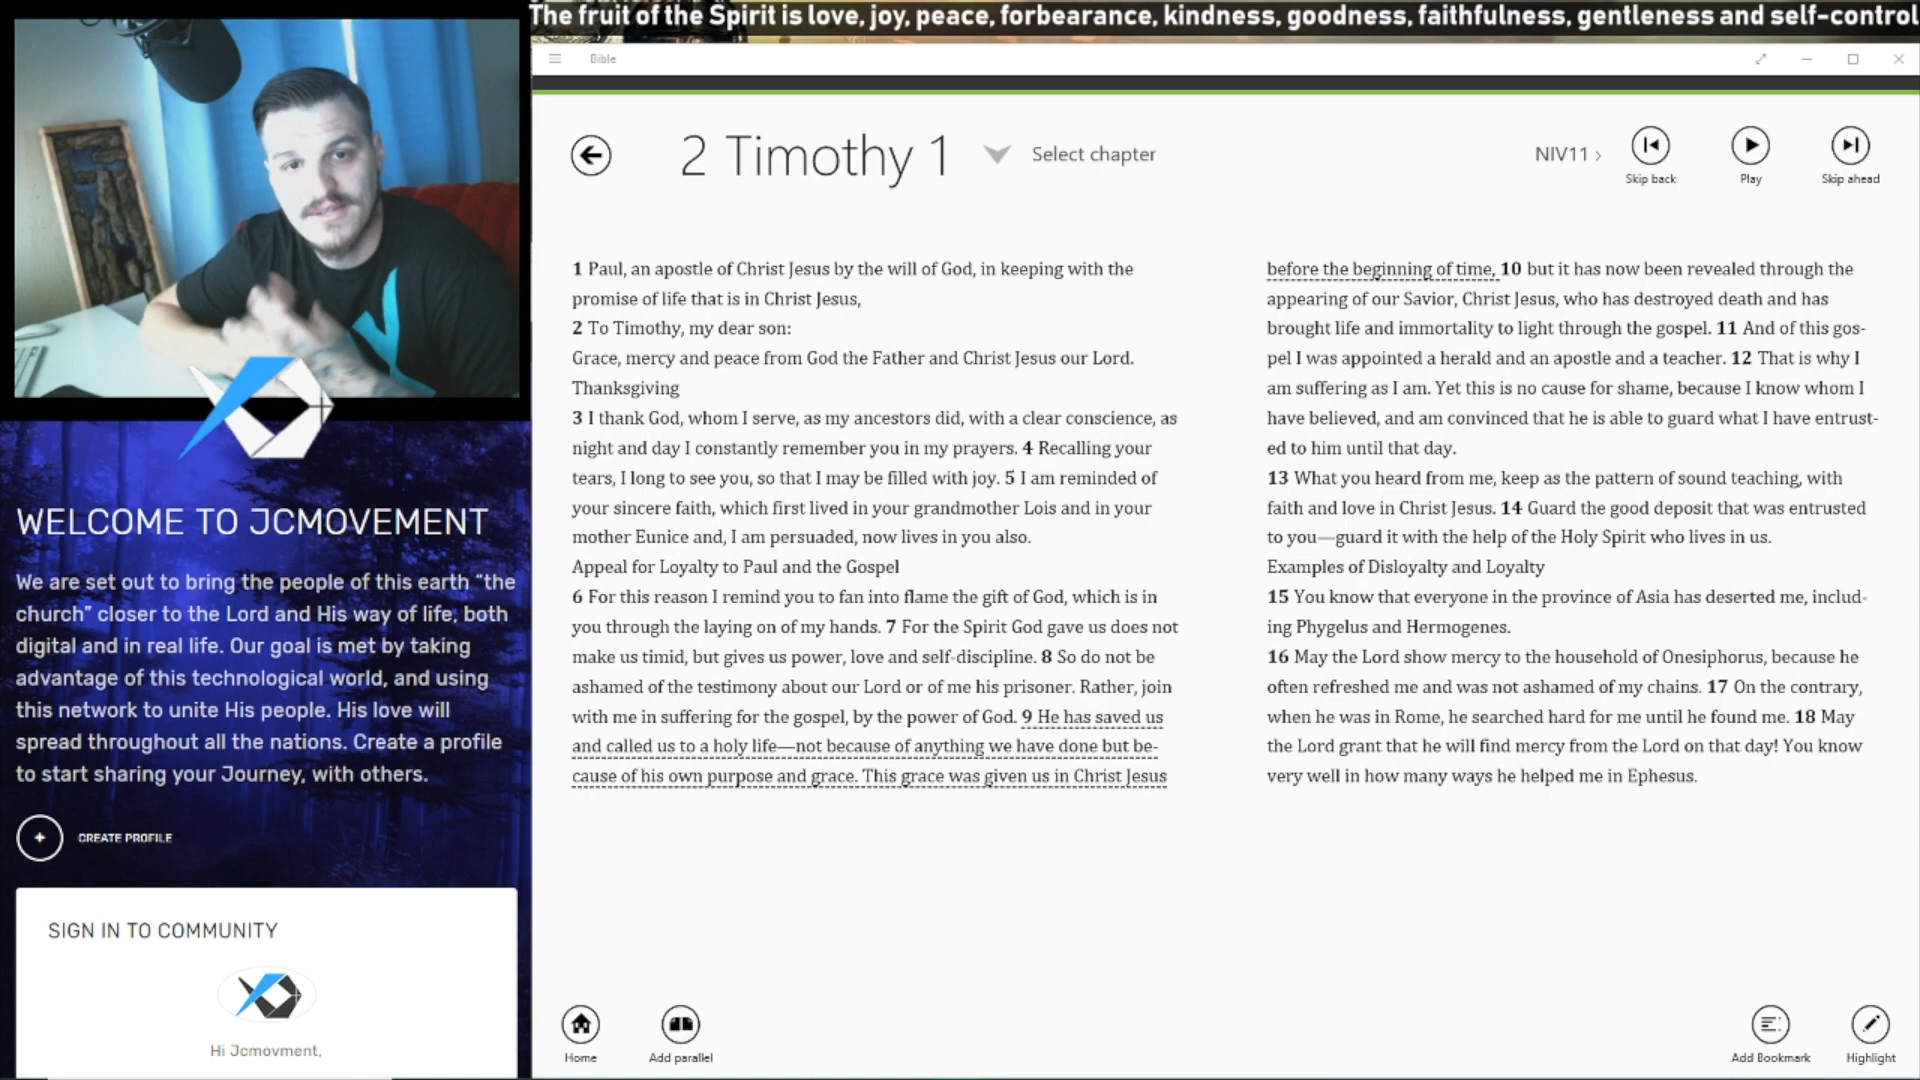 The fruit of the Spirit is love, joy, peace, forbearance, kindness, goodness, faithfulness, gentleness and self-control
Bible
2 Timothy 1
Select chapter
NIV11 >
Skip back
Play
Skip ahead
1 Paul, an apostle of Christ Jesus by the will of God, in keeping with the
promise of life that is in Christ Jesus,
2 To Timothy, my dear son:
Grace, mercy and peace from God the Father and Christ Jesus our Lord.
Thanksgiving
3 I thank God, whom I serve, as my ancestors did, with a clear conscience, as
night and day I constantly remember you in my prayers. 4 Recalling your
tears, I long to see you, so that I may be filled with joy. 5 I am reminded of
your sincere faith, which first lived in your grandmother Lois and in your
mother Eunice and, I am persuaded, now lives in you also.
Appeal for Loyalty to Paul and the Gospel
6 For this reason I remind you to fan into flame the gift of God, which is in
you through the laying on of my hands. 7 For the Spirit God gave us does not
make us timid, but gives us power, love and self-discipline. 8 So do not be
ashamed of the testimony about our Lord or of me his prisoner. Rather, join
with me in suffering for the gospel, by the power of God. 9 He has saved us
and called us to a holy life—not because of anything we have done but be-
cause of his own purpose and grace. This grace was given us in Christ Jesus
before the beginning of time, 10 but it has now been revealed through the
appearing of our Savior, Christ Jesus, who has destroyed death and has
brought life and immortality to light through the gospel. 11 And of this gos-
pel I was appointed a herald and an apostle and a teacher. 12 That is why I
am suffering as I am. Yet this is no cause for shame, because I know whom I
have believed, and am convinced that he is able to guard what I have entrust-
ed to him until that day.
13 What you heard from me, keep as the pattern of sound teaching, with
faith and love in Christ Jesus. 14 Guard the good deposit that was entrusted
to you—guard it with the help of the Holy Spirit who lives in us.
Examples of Disloyalty and Loyalty
15 You know that everyone in the province of Asia has deserted me, includ-
ing Phygelus and Hermogenes.
16 May the Lord show mercy to the household of Onesiphorus, because he
often refreshed me and was not ashamed of my chains. 17 On the contrary,
when he was in Rome, he searched hard for me until he found me. 18 May
the Lord grant that he will find mercy from the Lord on that day! You know
very well in how many ways he helped me in Ephesus.
Home
Add parallel
Add Bookmark
Highlight
WELCOME TO JCMOVEMENT
We are set out to bring the people of this earth “the
church” closer to the Lord and His way of life, both
digital and in real life. Our goal is met by taking
advantage of this technological world, and using
this network to unite His people. His love will
spread throughout all the nations. Create a profile
to start sharing your Journey, with others.
CREATE PROFILE
SIGN IN TO COMMUNITY
Hi Jcmovment,